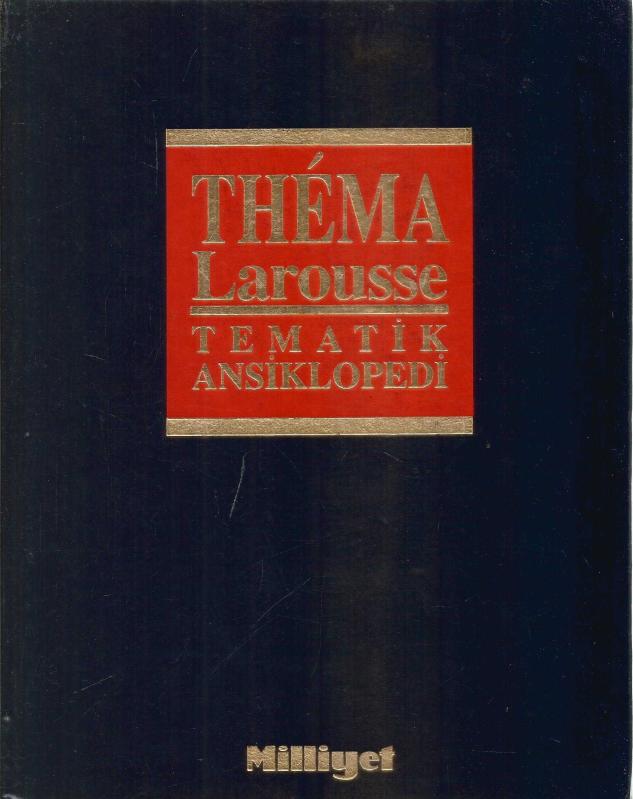 THÉMA
Larousse
TEMATİK
ANSİKLOPEDİ
Milliyet